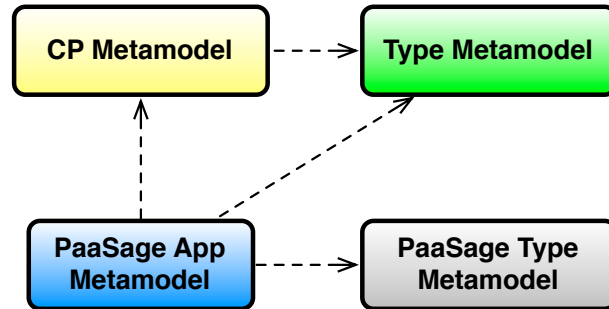 CP Metamodel
Type Metamodel
PaaSage App
Metamodel
PaaSage Type
Metamodel